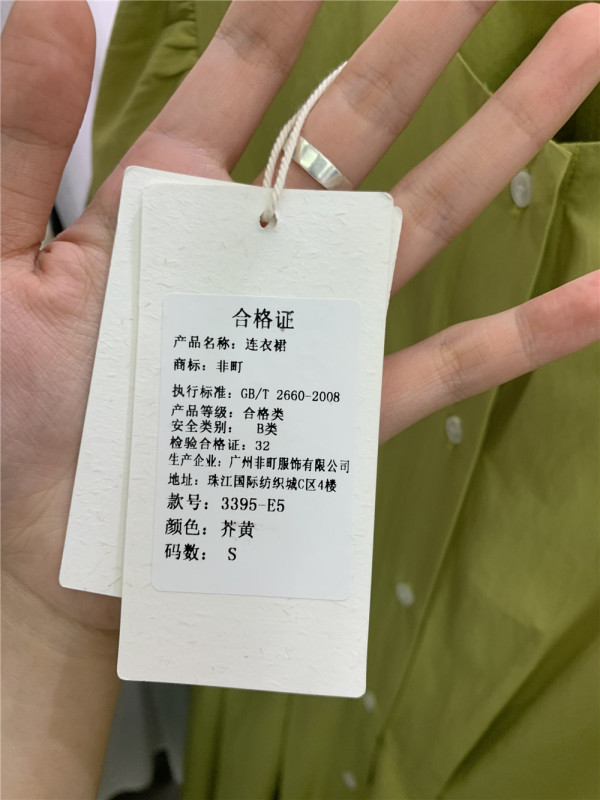 合格证
产品名称：连衣裙
商标：非町
执行标准：GB/T 2660-2008
产品等级：合格类
安全类别： B类
检验合格证：32
生产企业：广州非町服饰有限公司
地址：珠江国际纺织城C区4楼
款号：3395-E5
颜色：芥黄
码数： S